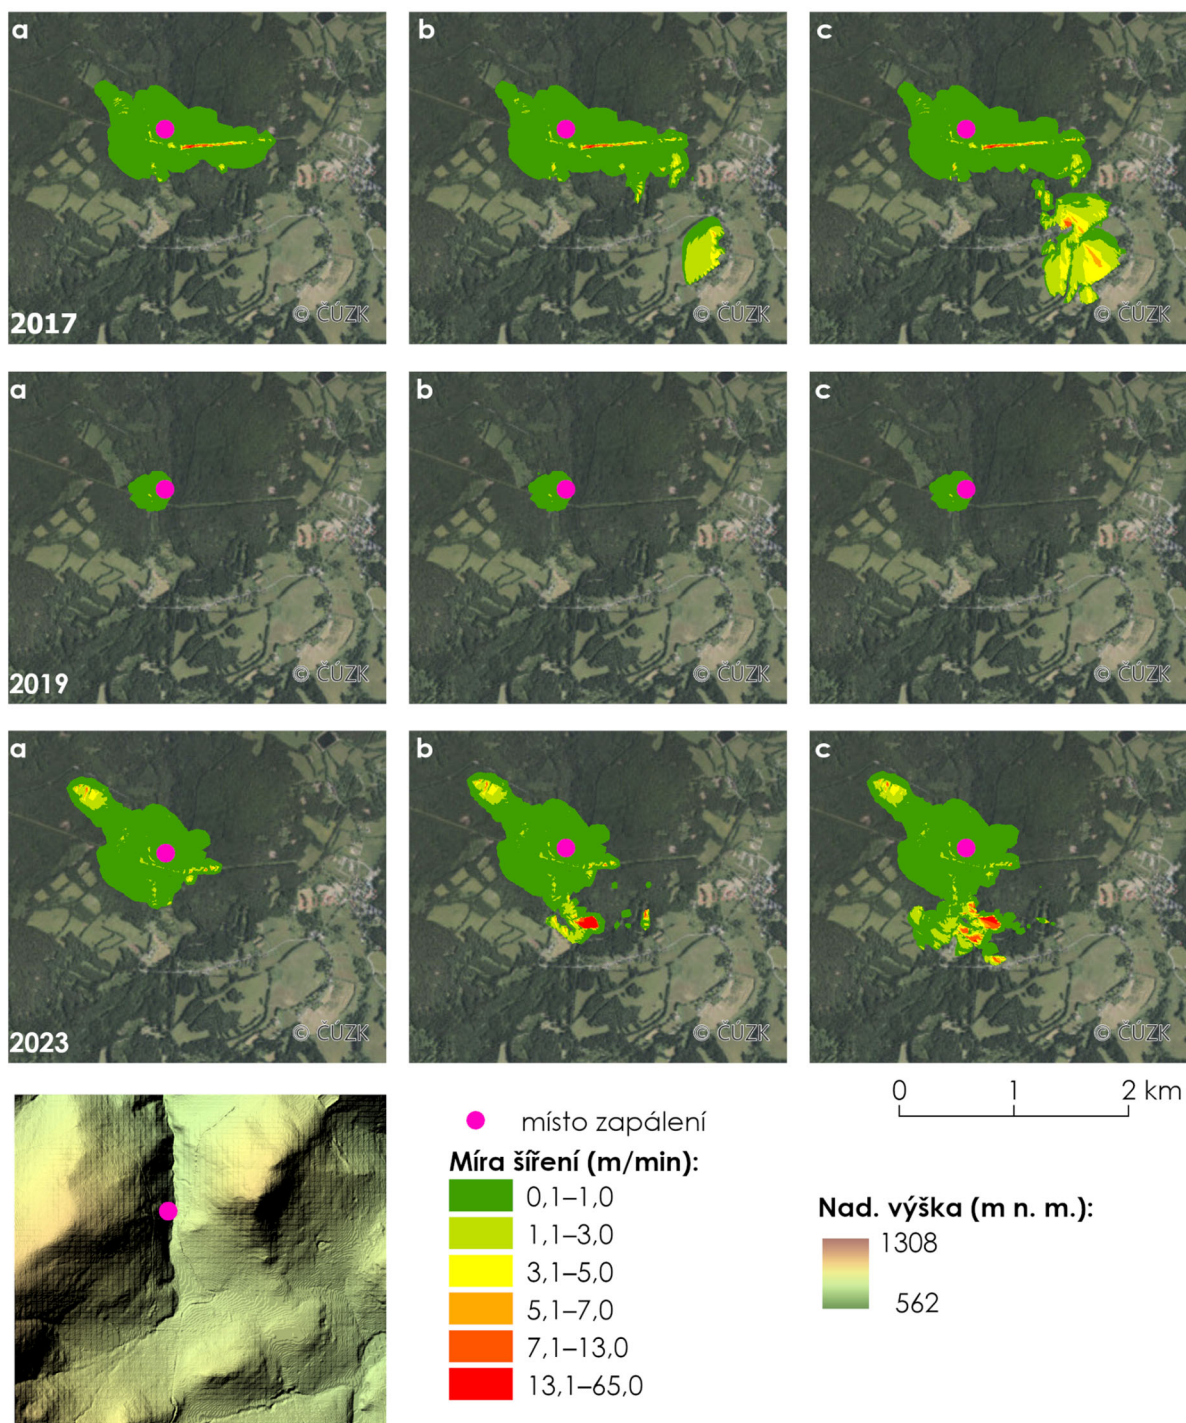 a
b
c
2017
© ČÚZK
© ČÚZK
© ČÚZK
a
b
c
2019
© ČÚZK
© ČÚZK
© ČÚZK
a
b
c
2023
© ČÚZK
© ČÚZK
© ČÚZK
0 1 2 km
místo zapálení
Míra šíření (m/min):
0,1–1,0
1,1–3,0
3,1–5,0
5,1–7,0
7,1–13,0
13,1–65,0
Nad. výška (m n. m.):
1308
562